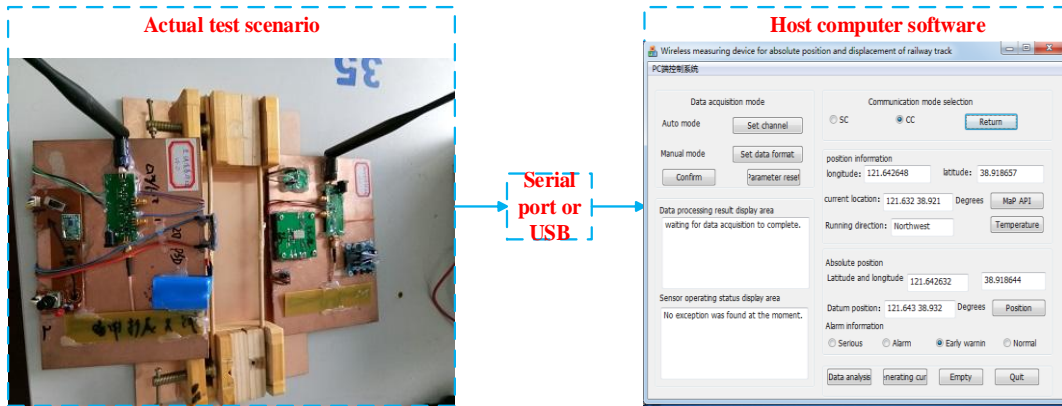 Actual test scenario
35
Serial
port or
USB
Host computer software
Wireless measuring device for absolute position and displacement of railway track
PC端控制系统
Data acquisition mode
Auto mode
Set channel
Manual mode
Set data format
Confirm
Parameter reset
Data processing result display area
waiting for data acquisition to complete.
Sensor operating status display area
No exception was found at the moment.
Communication mode selection
SC
CC
Return
position information
longitude: 121.642648 latitude: 38.918657
current location: 121.632 38.921 Degrees MaP API
Running direction: Northwest Temperature
Absolute position
Latitude and longitude 121.642632 38.918644
Datum position: 121.643 38.932 Degrees Position
Alarm information
Serious Alarm Early warnin Normal
Data analysis enerating cur Empty Quit